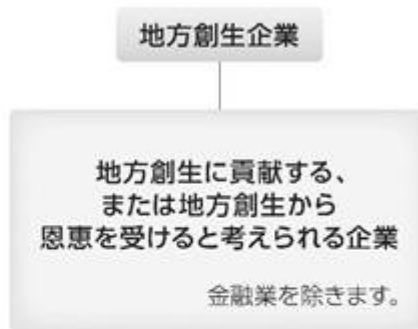 地方創生企業
地方創生に貢献する、
または地方創生から
恩恵を受けると考えられる企業
金融業を除きます。